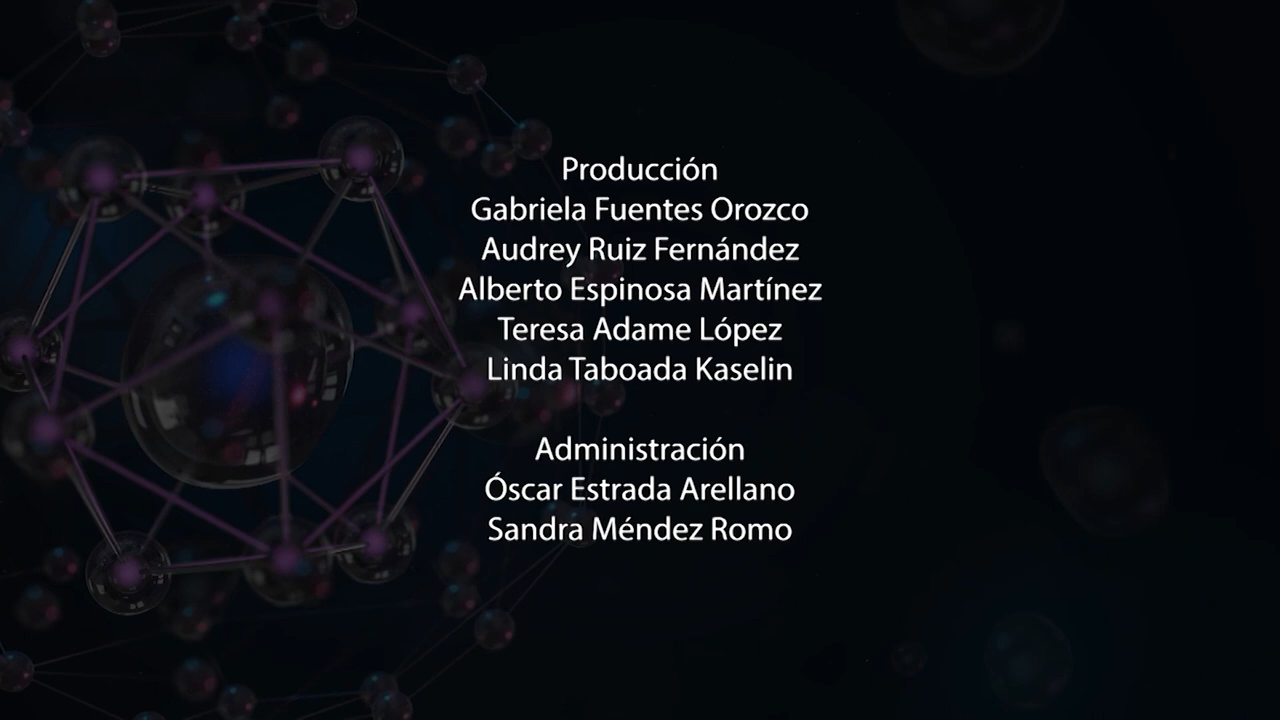 Producción
Gabriela Fuentes Orozco
Audrey Ruiz Fernández
Alberto Espinosa Martínez
Teresa Adame López
Linda Taboada Kaselin
Administración
Óscar Estrada Arellano
Sandra Méndez Romo